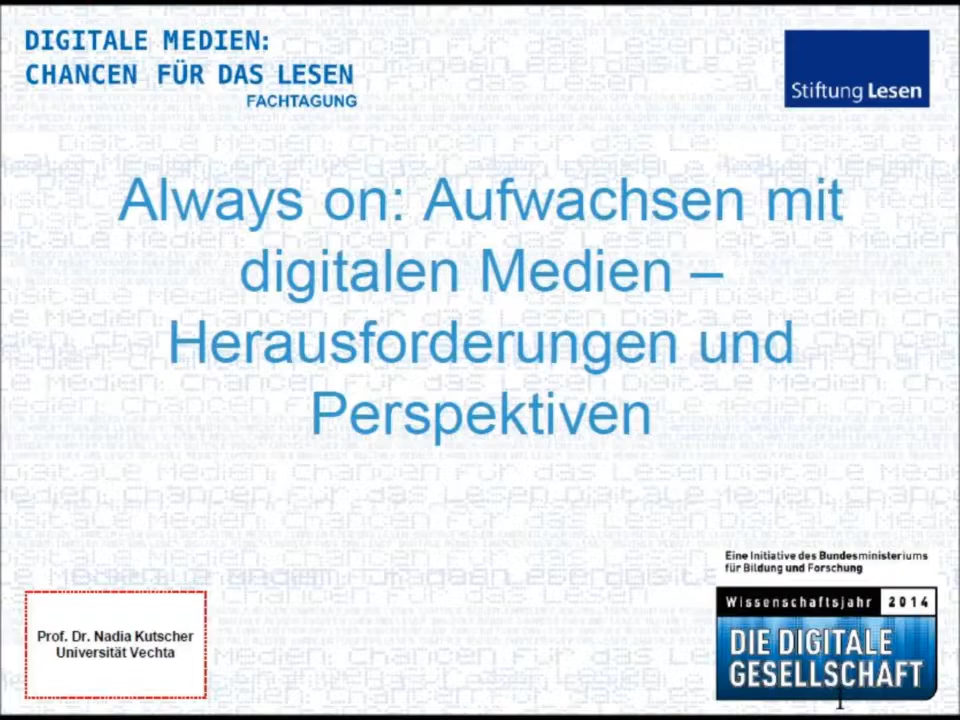 DIGITALE MEDIEN:
CHANCEN FÜR DAS LESEN
FACHTAGUNG
Stiftung Lesen
Always on: Aufwachsen mit
digitalen Medien –
Herausforderungen und
Perspektiven
Prof. Dr. Nadia Kutscher
Universität Vechta
Eine Initiative des Bundesministeriums
für Bildung und Forschung
Wissenschaftsjahr 2014
DIE DIGITALE
GESELLSCHAFT
1